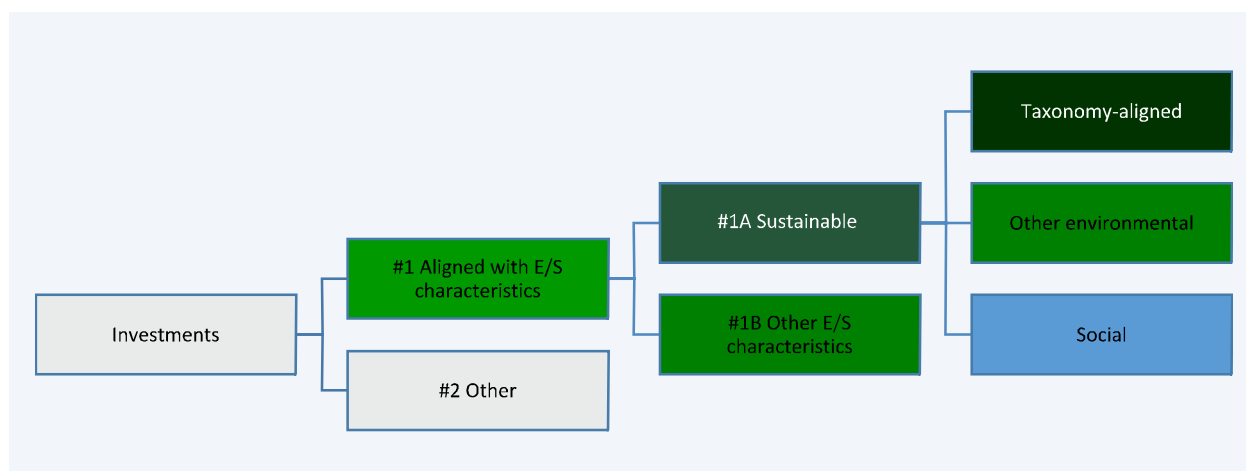 Investments
#1 Aligned with E/S
characteristics
#2 Other
#1A Sustainable
#1B Other E/S
characteristics
Taxonomy-aligned
Other environmental
Social